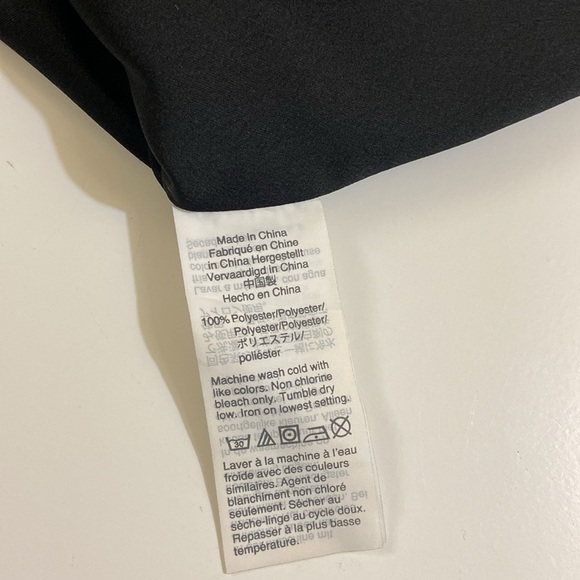 Made in China
Fabriqué en Chine
in China Hergestellt
Vervaardigd in China
中国製
Hecho en China
100% Polyester/Polyester/
Polyester/Polyester/
ポリエステル/
poliéster
Machine wash cold with
like colors. Non chlorine
bleach only. Tumble dry
low. Iron on lowest setting.
30
Laver à la machine à l'eau
froide avec des couleurs
similaires. Agent de
blanchiment non chloré
seulement. Sécher au
sèche-linge au cycle doux.
Repasser à la plus basse
température.